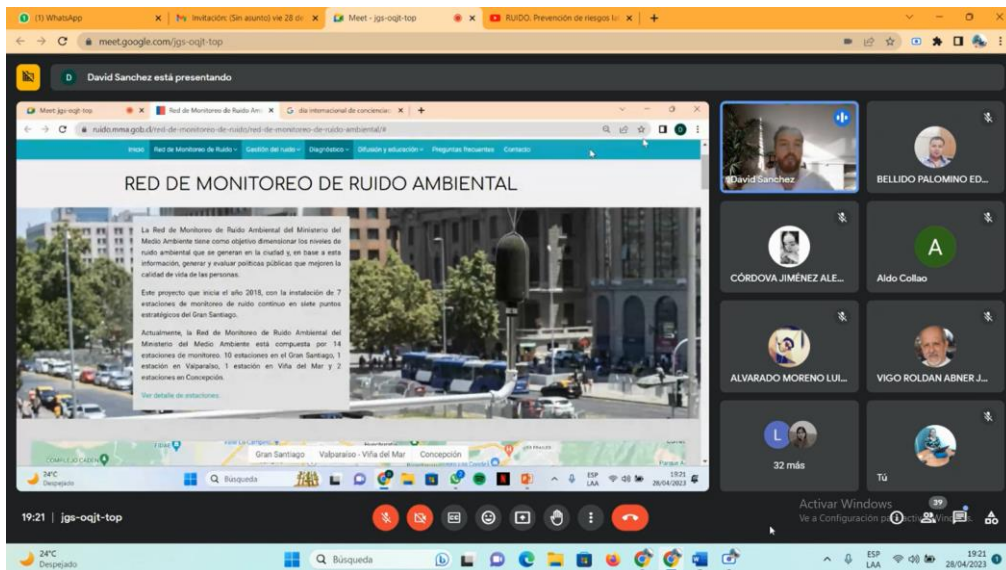 (1) WhatsApp
Invitación: (Sin asunto) vie 28 de
Meet - jgs-oqjt-top
RUIDO. Prevención de riesgos la
meet.google.com/jgs-oqjt-top
D David Sanchez está presentando
Meet jgs-oqjt-top
Red de Monitoreo de Ruido Am
día internacional de concienciac
ruido.mma.gob.cl/red-de-monitoreo-de-ruido/red-de-monitoreo-de-ruido-ambiental/#
Inicio Red de Monitoreo de Ruido Gestión del ruido Diagnóstico Difusión y educación Preguntas frecuentes Contacto
RED DE MONITOREO DE RUIDO AMBIENTAL
La Red de Monitoreo de Ruido Ambiental del Ministerio del
Medio Ambiente tiene como objetivo dimensionar los niveles de
ruido ambiental que se generan en la ciudad y, en base a esta
información, generar y evaluar políticas públicas que mejoren la
calidad de vida de las personas.
Este proyecto que inicia el año 2018, con la instalación de 7
estaciones de monitoreo de ruido continuo en siete puntos
estratégicos del Gran Santiago.
Actualmente, la Red de Monitoreo de Ruido Ambiental del
Ministerio del Medio Ambiente está compuesta por 14
estaciones de monitoreo. 10 estaciones en el Gran Santiago, 1
estación en Valparaíso, 1 estación en Viña del Mar y 2
estaciones en Concepción.
Ver detalle de estaciones.
Gran Santiago Valparaíso - Viña del Mar Concepción
24°C
Despejado
Búsqueda
ESP
LAA
19:21
28/04/2023
David Sanchez
BELLIDO PALOMINO ED...
CÓRDOVA JIMÉNEZ ALE...
A
Aldo Collao
ALVARADO MORENO LUI...
VIGO ROLDAN ABNER J...
L
32 más
Tú
Activar Windows
Ve a Configuración
39
19:21 | jgs-oqjt-top
24°C
Despejado
Búsqueda
ESP
LAA
19:21
28/04/2023